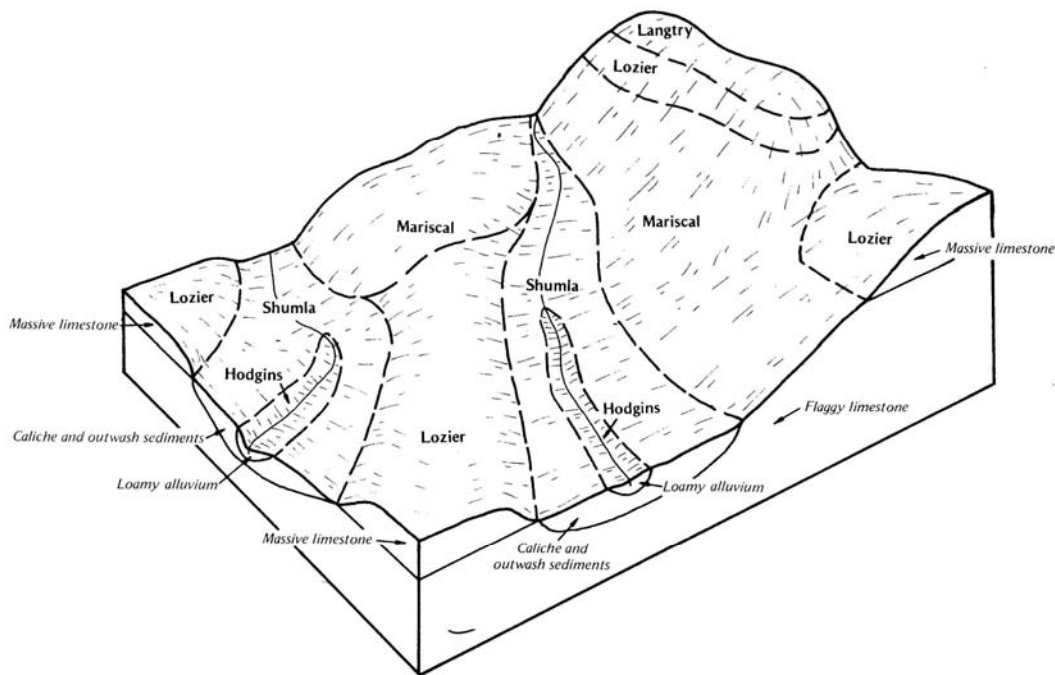 Langtry
Lozier
Mariscal
Mariscal
Lozier
Massive limestone
Lozier
Shumla
Shumla
Massive limestone
Hodgins
Hodgins
Flaggy limestone
Caliche and outwash sediments
Lozier
Loamy alluvium
Loamy alluvium
Massive limestone
Caliche and
outwash sediments